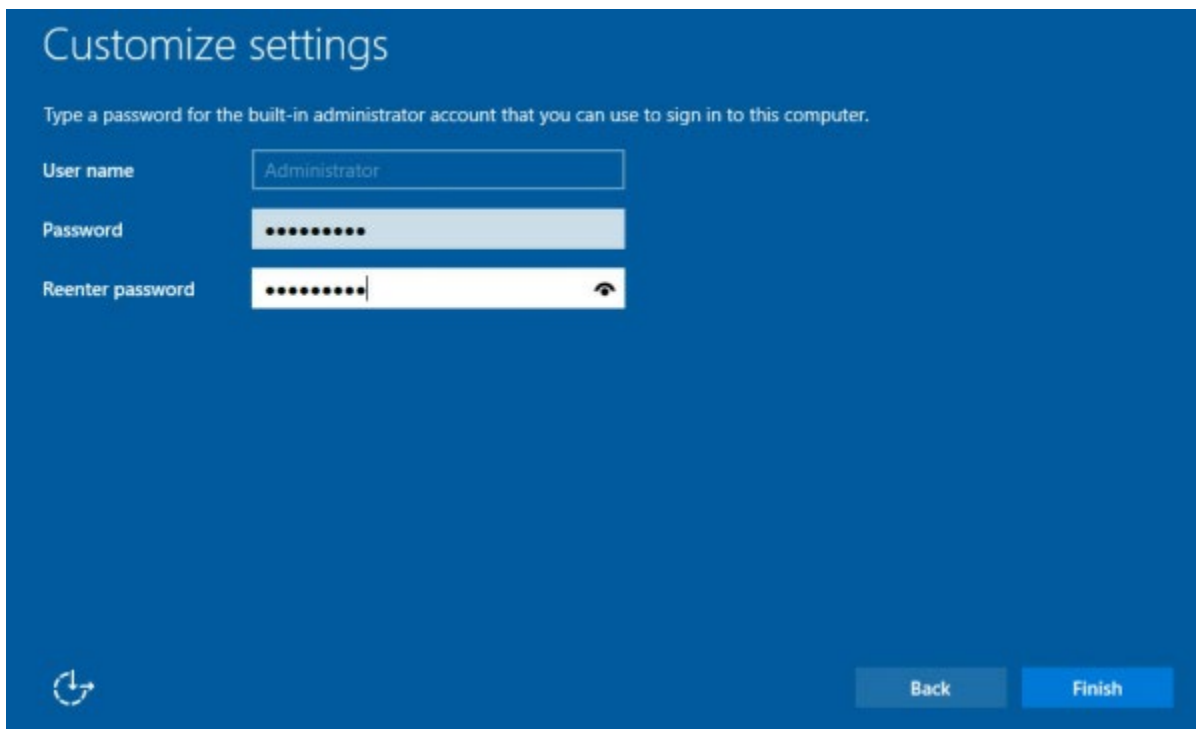 Customize settings
Type a password for the built-in administrator account that you can use to sign in to this computer.
User name Administrator
Password •••••••••
Reenter password •••••••••
Back Finish